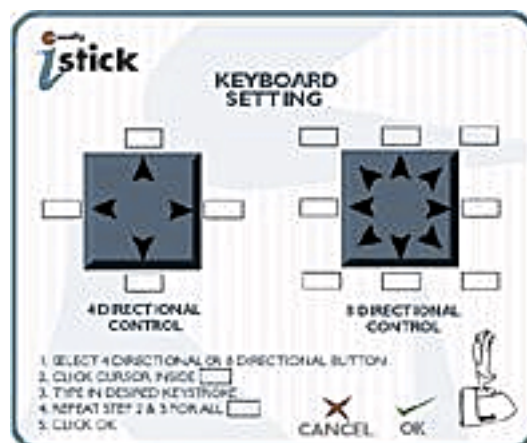 istick
KEYBOARD
SETTING
4 DIRECTIONAL
CONTROL
8 DIRECTIONAL
CONTROL
1. SELECT 4 DIRECTIONAL OR 8 DIRECTIONAL BUTTON
2. CLICK CURSOR INSIDE
3. TYPE IN DESIRED KEYSTROKE
4. REPEAT STEP 2 & 3 FOR ALL
5. CLICK OK
CANCEL OK